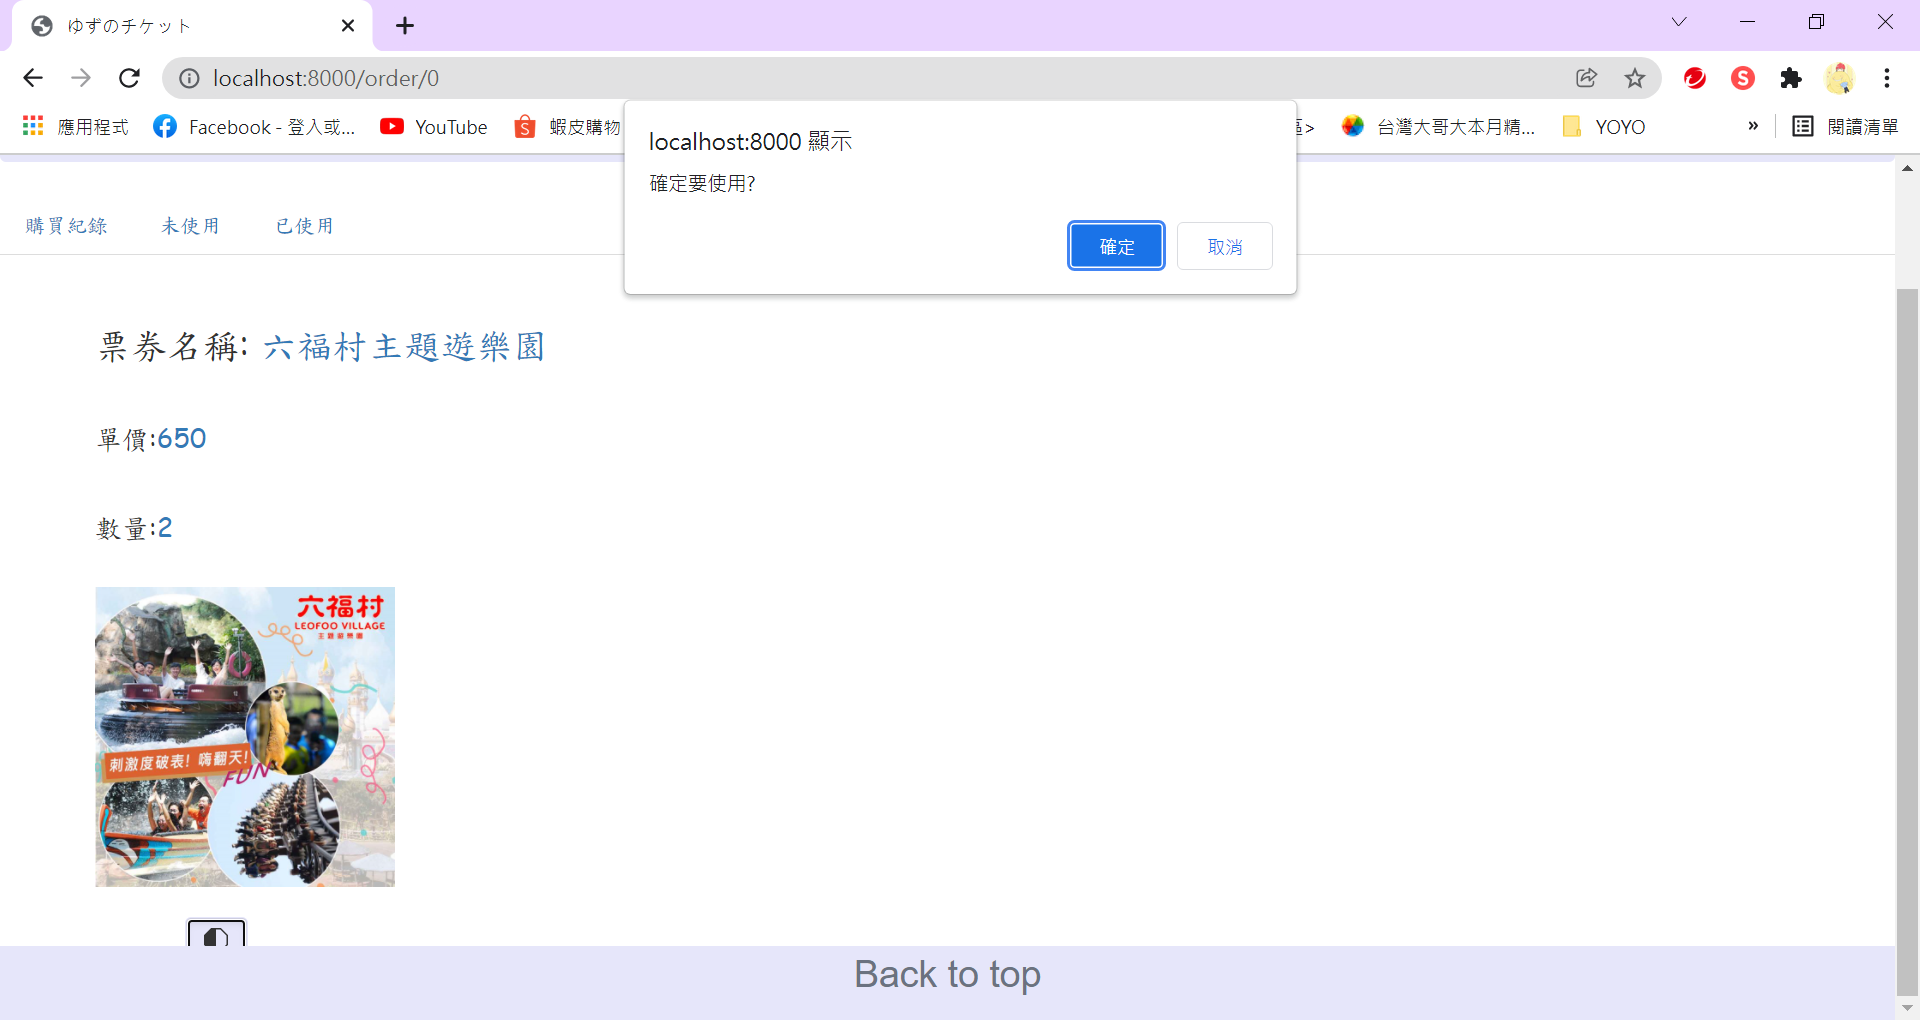 ゆずのチケット
localhost:8000/order/0
應用程式
Facebook - 登入或...
YouTube
蝦皮購物
台灣大哥大本月精...
YOYO
»
閱讀清單
localhost:8000 顯示
確定要使用?
確定
取消
購買紀錄
未使用
已使用
票券名稱: 六福村主題遊樂園
單價:650
數量:2
六福村
LEOFOO VILLAGE
主題遊樂園
刺激度破表! 嗨翻天!
FUN
Back to top